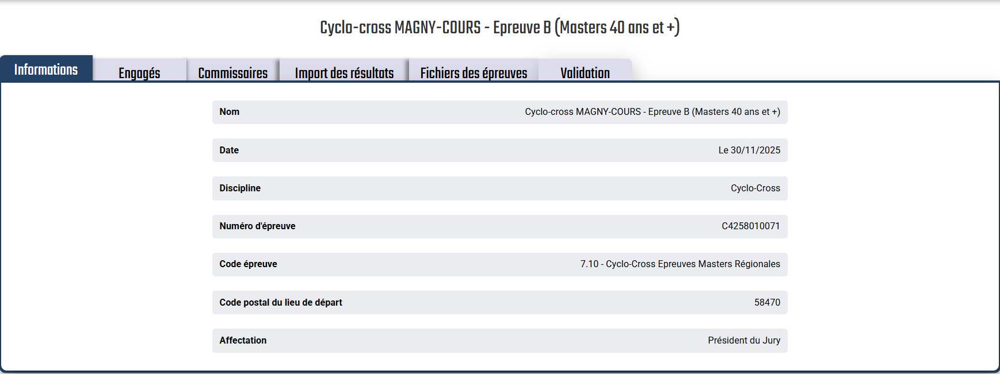 Cyclo-cross MAGNY-COURS - Epreuve B (Masters 40 ans et +)
Informations Engagés Commissaires Import des résultats Fichiers des épreuves Validation
Nom Cyclo-cross MAGNY-COURS - Epreuve B (Masters 40 ans et +)
Date Le 30/11/2025
Discipline Cyclo-Cross
Numéro d'épreuve C4258010071
Code épreuve 7.10 - Cyclo-Cross Epreuves Masters Régionales
Code postal du lieu de départ 58470
Affectation Président du Jury